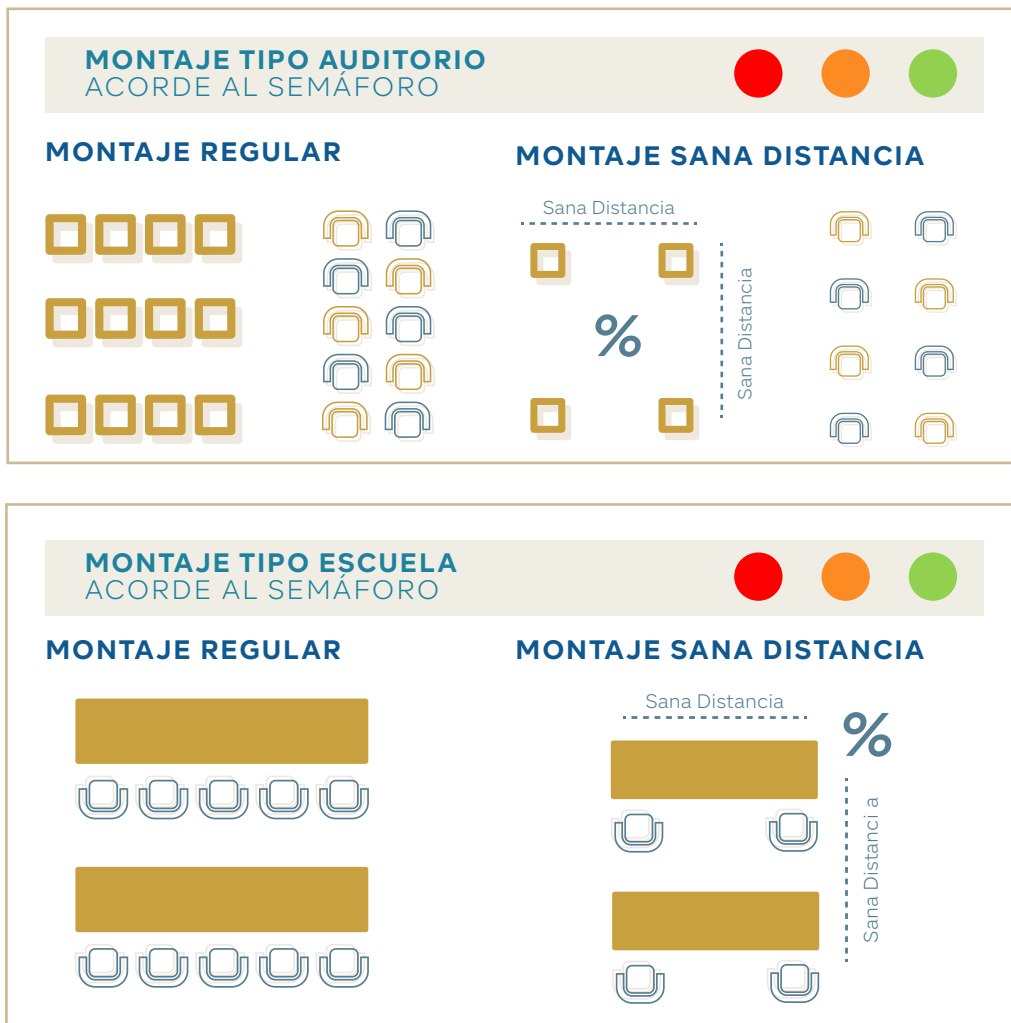 MONTAJE TIPO AUDITORIO
ACORDE AL SEMÁFORO
MONTAJE REGULAR
MONTAJE SANA DISTANCIA
Sana Distancia
Sana Distancia
%
MONTAJE TIPO ESCUELA
ACORDE AL SEMÁFORO
MONTAJE REGULAR
MONTAJE SANA DISTANCIA
Sana Distancia
%
Sana Distanci a